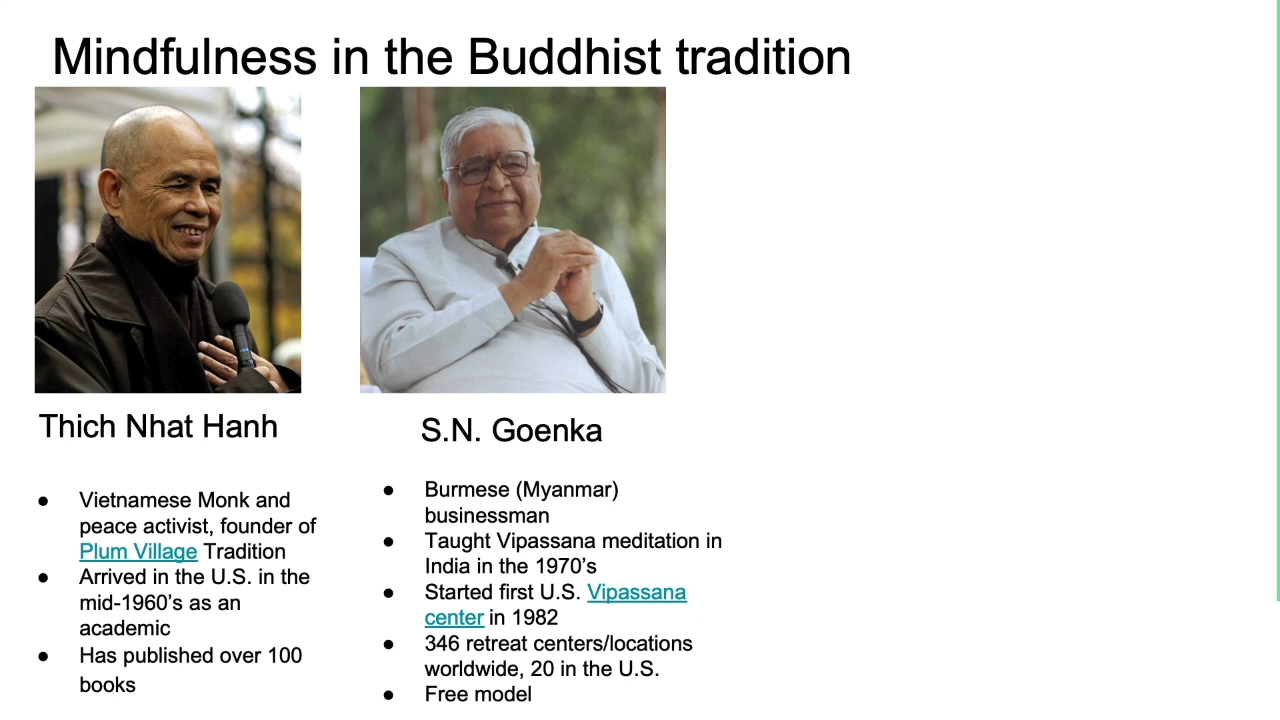 Mindfulness in the Buddhist tradition
Thich Nhat Hanh
● Vietnamese Monk and
peace activist, founder of
Plum Village Tradition
● Arrived in the U.S. in the
mid-1960’s as an
academic
● Has published over 100
books
S.N. Goenka
● Burmese (Myanmar)
businessman
● Taught Vipassana meditation in
India in the 1970’s
● Started first U.S. Vipassana
center in 1982
● 346 retreat centers/locations
worldwide, 20 in the U.S.
● Free model